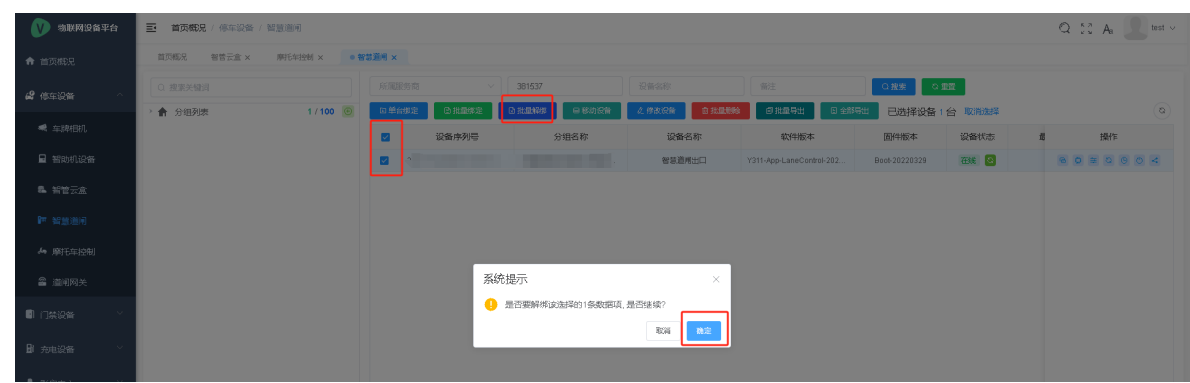 物联网设备平台
首页概况 / 停车设备 / 智慧道闸
test
首页概况
智管云盒 ×
摩托车控制 ×
智慧道闸 ×
首页概况
停车设备
车牌相机
智助机设备
智管云盒
智慧道闸
摩托车控制
道闸网关
门禁设备
充电设备
搜索关键词
分组列表 1 / 100
所属服务商
381537
设备名称
备注
搜索
重置
单台绑定
批量绑定
批量解绑
移动设备
修改设备
批量删除
批量导出
全部导出
已选择设备 1 台 取消选择
设备序列号 分组名称 设备名称 软件版本 固件版本 设备状态 操作
智慧道闸出口 Y311-App-LaneControl-202... Boot-20220329 在线
系统提示
是否要解绑该选择的1条数据项, 是否继续?
取消 确定